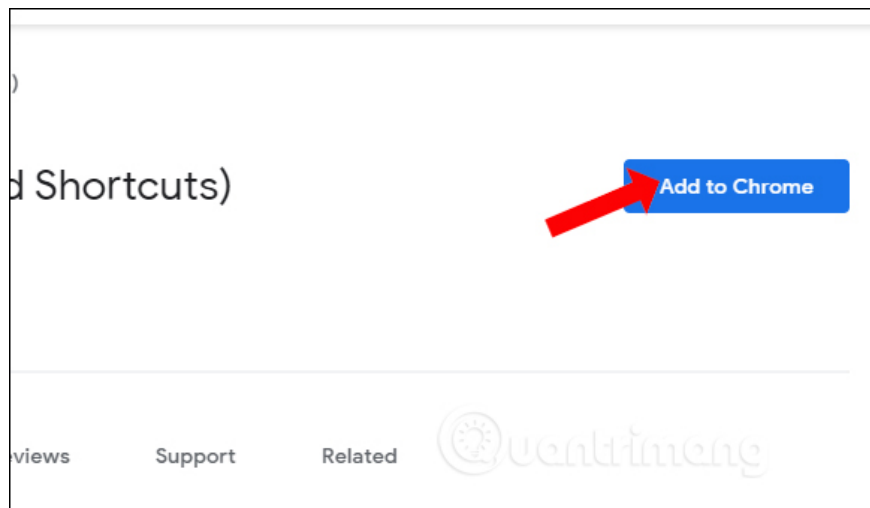 )
d Shortcuts)
Add to Chrome
views
Support
Related
Quantrimang